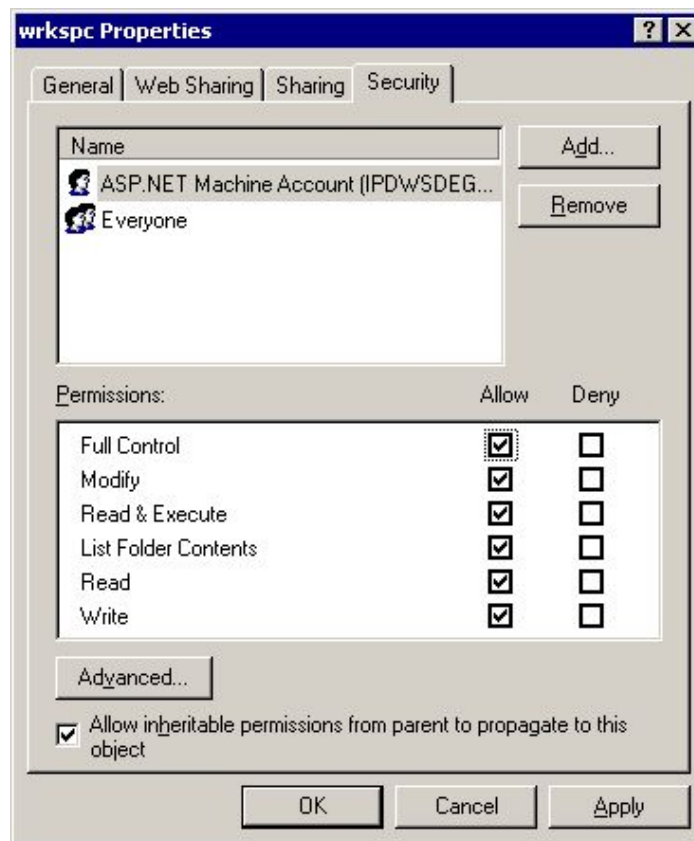 wrkspc Properties
General Web Sharing Sharing Security
Name
ASP.NET Machine Account (IPDWSDEG...
Everyone
Add...
Remove
Permissions: Allow Deny
Full Control
Modify
Read & Execute
List Folder Contents
Read
Write
Advanced...
Allow inheritable permissions from parent to propagate to this
object
OK Cancel Apply